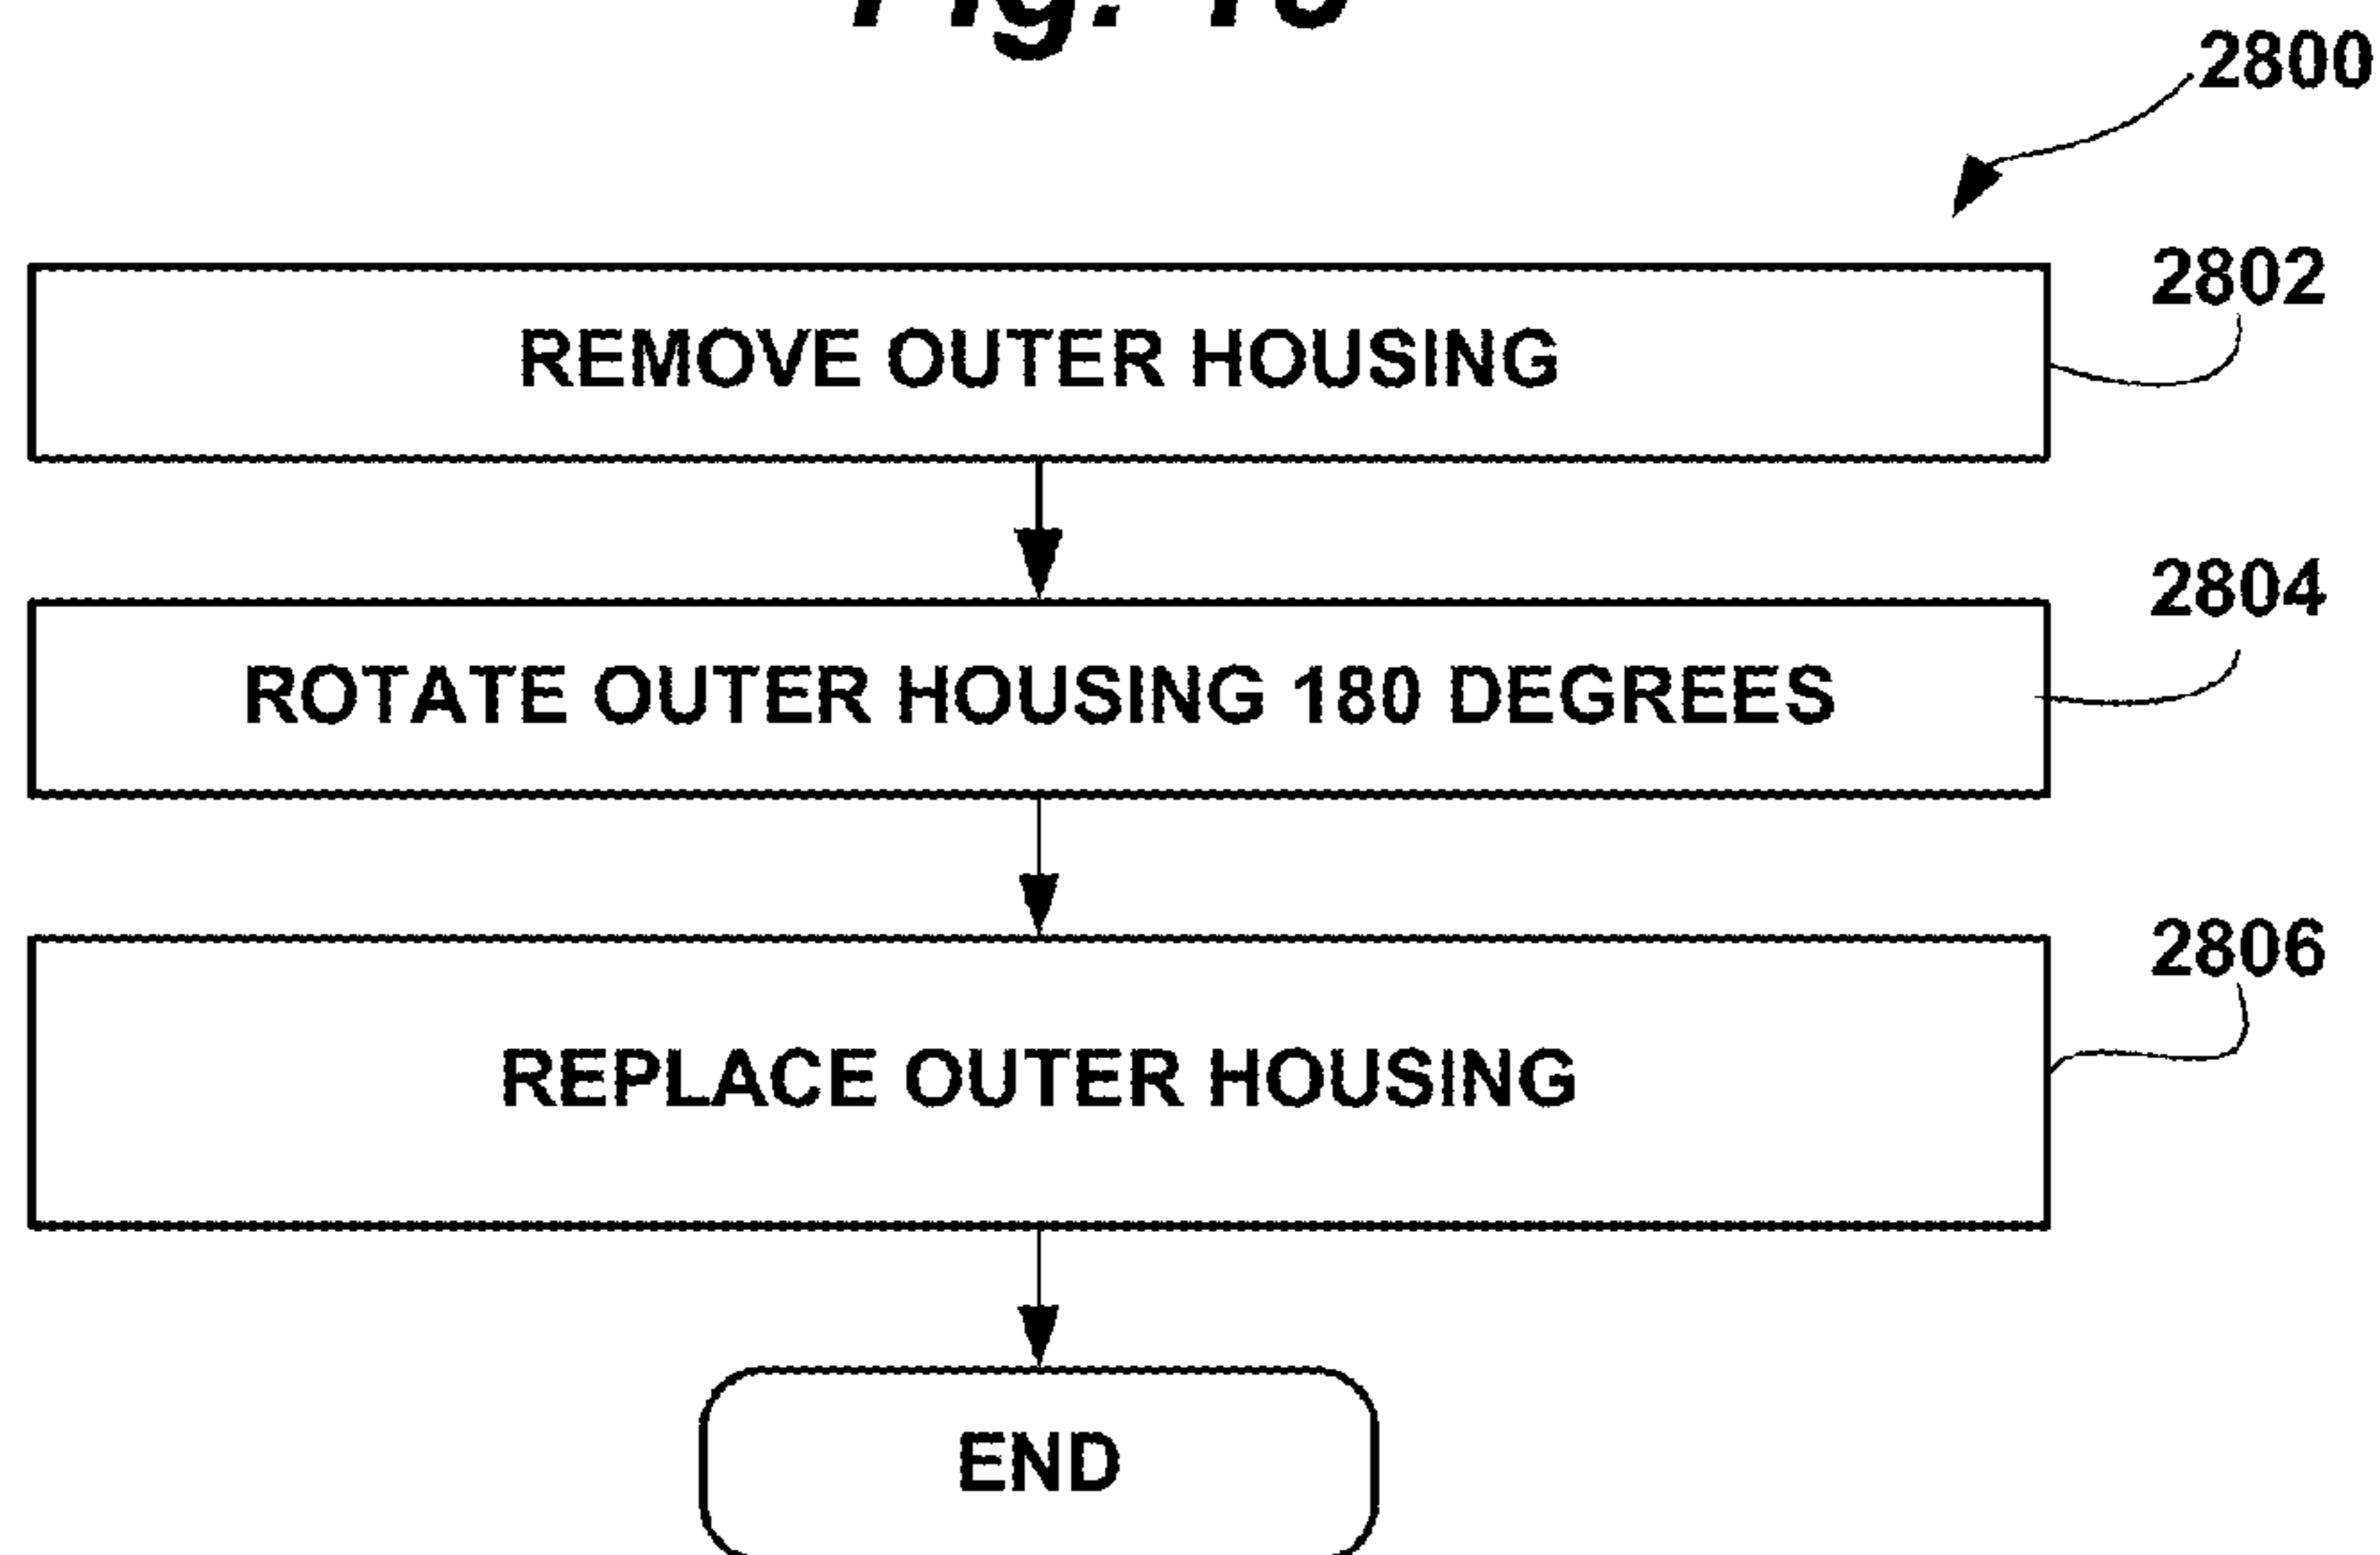 2800
2802
REMOVE OUTER HOUSING
2804
ROTATE OUTER HOUSING 180 DEGREES
2806
REPLACE OUTER HOUSING
END